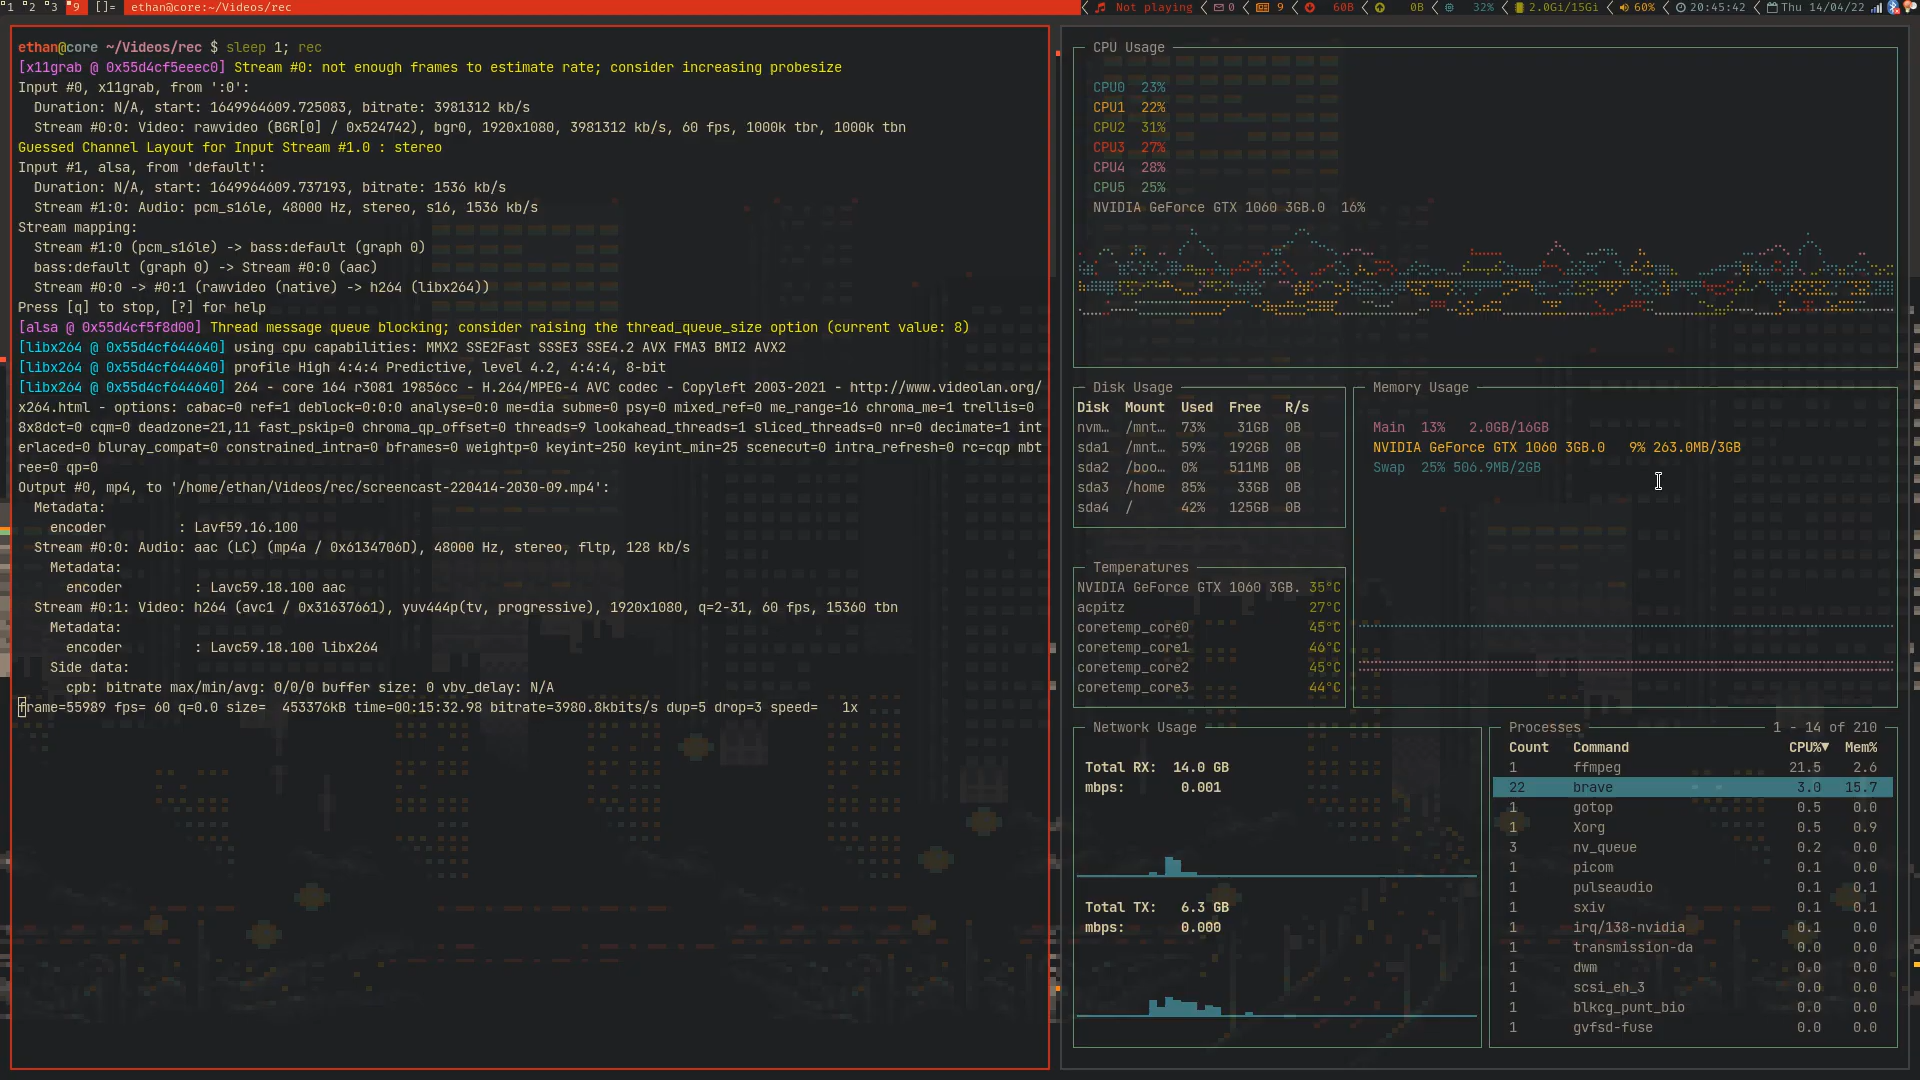 1 2 3 9 []= ethan@core:~/Videos/rec Not playing 0 9 60B 0B 32% 2.0Gi/15Gi 60% 20:45:42 Thu 14/04/22
ethan@core ~/Videos/rec $ sleep 1; rec
[x11grab @ 0x55d4cf5eeec0] Stream #0: not enough frames to estimate rate; consider increasing probesize
Input #0, x11grab, from ':0':
Duration: N/A, start: 1649964609.725083, bitrate: 3981312 kb/s
Stream #0:0: Video: rawvideo (BGR[0] / 0x524742), bgr0, 1920x1080, 3981312 kb/s, 60 fps, 1000k tbr, 1000k tbn
Guessed Channel Layout for Input Stream #1.0 : stereo
Input #1, alsa, from 'default':
Duration: N/A, start: 1649964609.737193, bitrate: 1536 kb/s
Stream #1:0: Audio: pcm_s16le, 48000 Hz, stereo, s16, 1536 kb/s
Stream mapping:
Stream #1:0 (pcm_s16le) -> bass:default (graph 0)
bass:default (graph 0) -> Stream #0:0 (aac)
Stream #0:0 -> #0:1 (rawvideo (native) -> h264 (libx264))
Press [q] to stop, [?] for help
[alsa @ 0x55d4cf5f8d00] Thread message queue blocking; consider raising the thread_queue_size option (current value: 8)
[libx264 @ 0x55d4cf644640] using cpu capabilities: MMX2 SSE2Fast SSSE3 SSE4.2 AVX FMA3 BMI2 AVX2
[libx264 @ 0x55d4cf644640] profile High 4:4:4 Predictive, level 4.2, 4:4:4, 8-bit
[libx264 @ 0x55d4cf644640] 264 - core 164 r3081 19856cc - H.264/MPEG-4 AVC codec - Copyleft 2003-2021 - http://www.videolan.org/
x264.html - options: cabac=0 ref=1 deblock=0:0:0 analyse=0:0 me=dia subme=0 psy=0 mixed_ref=0 me_range=16 chroma_me=1 trellis=0
8x8dct=0 cqm=0 deadzone=21,11 fast_pskip=0 chroma_qp_offset=0 threads=9 lookahead_threads=1 sliced_threads=0 nr=0 decimate=1 int
erlaced=0 bluray_compat=0 constrained_intra=0 bframes=0 weightp=0 keyint=250 keyint_min=25 scenecut=0 intra_refresh=0 rc=cqp mbt
ree=0 qp=0
Output #0, mp4, to '/home/ethan/Videos/rec/screencast-220414-2030-09.mp4':
Metadata:
encoder : Lavf59.16.100
Stream #0:0: Audio: aac (LC) (mp4a / 0x6134706D), 48000 Hz, stereo, fltp, 128 kb/s
Metadata:
encoder : Lavc59.18.100 aac
Stream #0:1: Video: h264 (avc1 / 0x31637661), yuv444p(tv, progressive), 1920x1080, q=2-31, 60 fps, 15360 tbn
Metadata:
encoder : Lavc59.18.100 libx264
Side data:
cpb: bitrate max/min/avg: 0/0/0 buffer size: 0 vbv_delay: N/A
frame=55989 fps= 60 q=0.0 size= 453376kB time=00:15:32.98 bitrate=3980.8kbits/s dup=5 drop=3 speed= 1x
CPU Usage
CPU0 23%
CPU1 22%
CPU2 31%
CPU3 27%
CPU4 28%
CPU5 25%
NVIDIA GeForce GTX 1060 3GB.0 16%
Disk Usage
Disk Mount Used Free R/s
nvm… /mnt… 73% 31GB 0B
sda1 /mnt… 59% 192GB 0B
sda2 /boo… 0% 511MB 0B
sda3 /home 85% 33GB 0B
sda4 / 42% 125GB 0B
Memory Usage
Main 13% 2.0GB/16GB
NVIDIA GeForce GTX 1060 3GB.0 9% 263.0MB/3GB
Swap 25% 506.9MB/2GB
Temperatures
NVIDIA GeForce GTX 1060 3GB. 35°C
acpitz 27°C
coretemp_core0 45°C
coretemp_core1 46°C
coretemp_core2 45°C
coretemp_core3 44°C
Network Usage
Total RX: 14.0 GB
mbps: 0.001
Total TX: 6.3 GB
mbps: 0.000
Processes 1 - 14 of 210
Count Command CPU%▼ Mem%
1 ffmpeg 21.5 2.6
22 brave 3.0 15.7
1 gotop 0.5 0.0
1 Xorg 0.5 0.9
3 nv_queue 0.2 0.0
1 picom 0.1 0.0
1 pulseaudio 0.1 0.1
1 sxiv 0.1 0.1
1 irq/138-nvidia 0.1 0.0
1 transmission-da 0.0 0.0
1 dwm 0.0 0.0
1 scsi_eh_3 0.0 0.0
1 blkcg_punt_bio 0.0 0.0
1 gvfsd-fuse 0.0 0.0